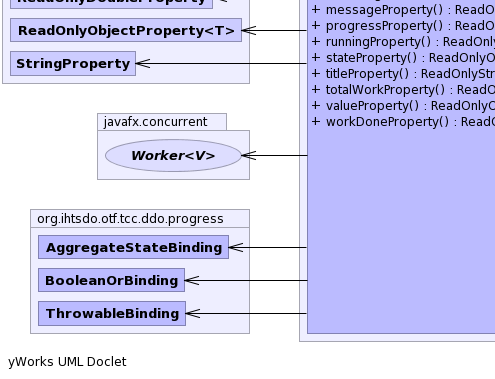 ReadOnlyDoubleProperty
ReadOnlyObjectProperty<T>
StringProperty
javafx.concurrent
Worker<V>
org.ihtsdo.otf.tcc.ddo.progress
AggregateStateBinding
BooleanOrBinding
ThrowableBinding
+ messageProperty() : ReadO
+ progressProperty() : ReadO
+ runningProperty() : ReadOnly
+ stateProperty() : ReadOnlyO
+ titleProperty() : ReadOnlyStr
+ totalWorkProperty() : ReadO
+ valueProperty() : ReadOnlyO
+ workDoneProperty() : ReadO
yWorks UML Doclet